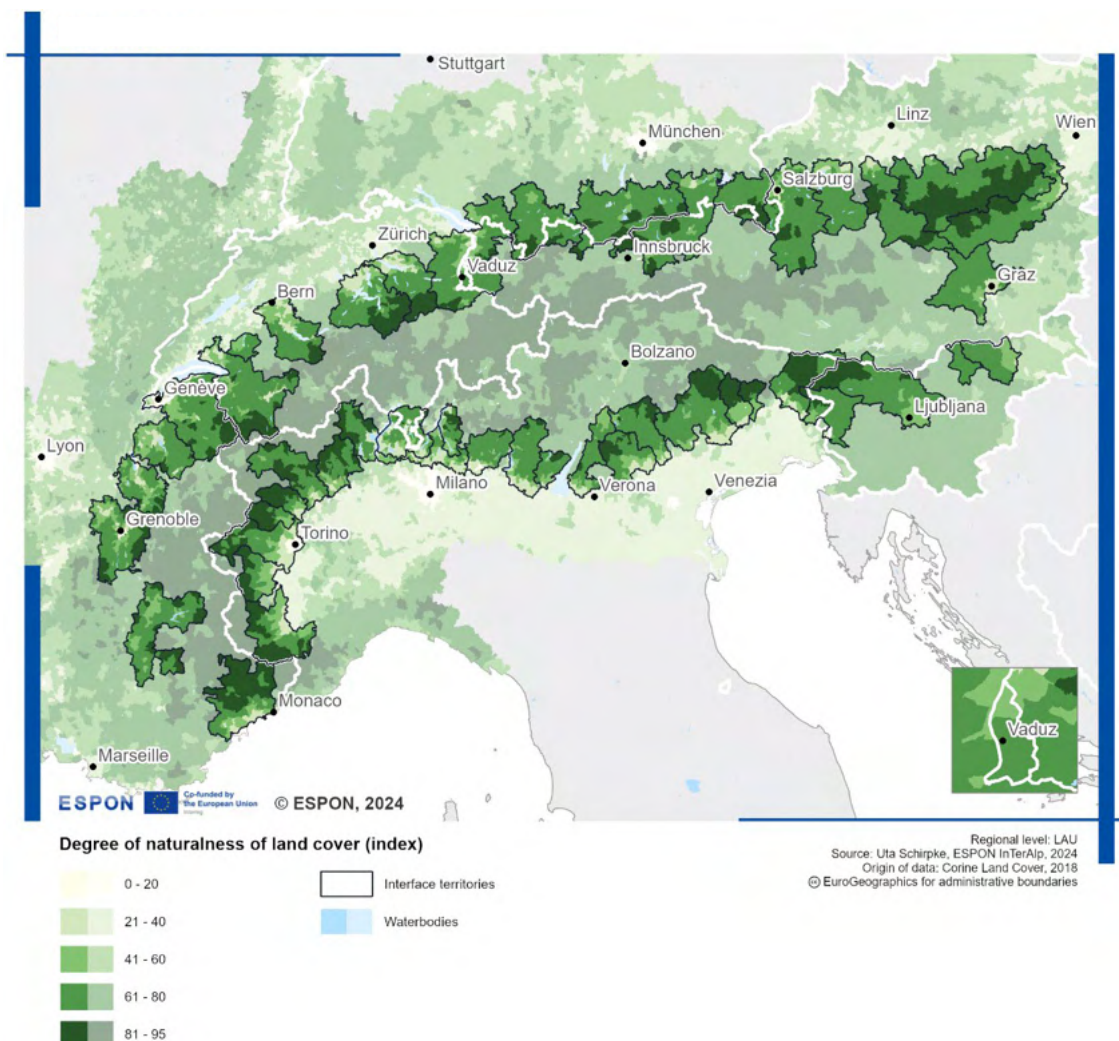 Stuttgart
Linz
Wien
München
Salzburg
Zürich
Innsbruck
Vaduz
Graz
Bern
Bolzano
Genève
Ljubljana
Lyon
Milano
Verona
Venezia
Grenoble
Torino
Monaco
Vaduz
Marseille
ESPON
Co-funded by
the European Union
Interreg
© ESPON, 2024
Degree of naturalness of land cover (index)
0 - 20
21 - 40
41 - 60
61 - 80
81 - 95
Interface territories
Waterbodies
Regional level: LAU
Source: Uta Schirpke, ESPON InTerAlp, 2024
Origin of data: Corine Land Cover, 2018
cc EuroGeographics for administrative boundaries